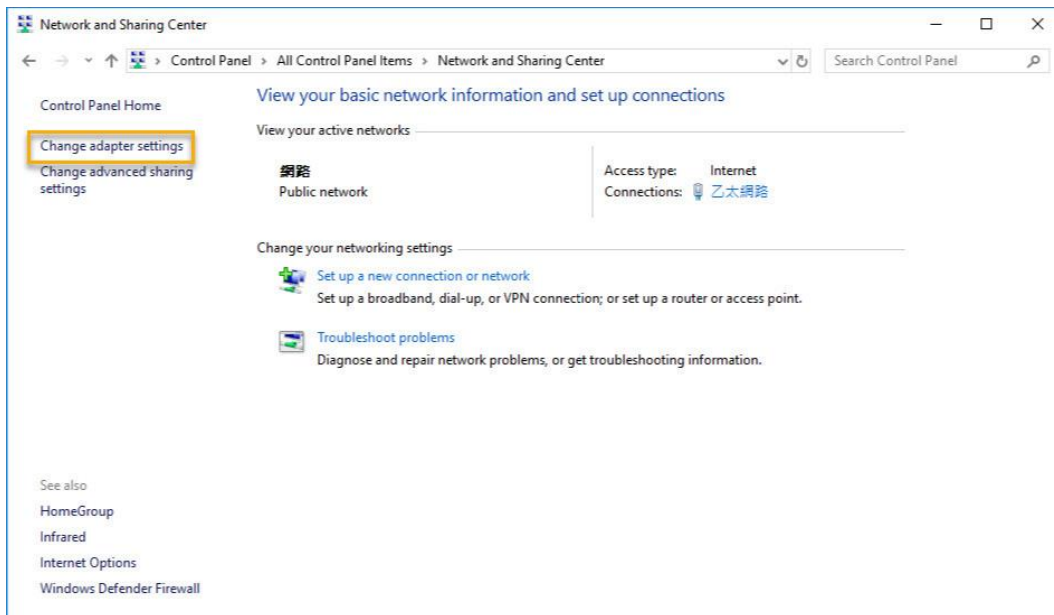 Network and Sharing Center
Control Panel > All Control Panel Items > Network and Sharing Center
Search Control Panel
Control Panel Home
Change adapter settings
Change advanced sharing
settings
View your basic network information and set up connections
View your active networks
網路
Public network
Access type: Internet
Connections: 乙太網路
Change your networking settings
Set up a new connection or network
Set up a broadband, dial-up, or VPN connection; or set up a router or access point.
Troubleshoot problems
Diagnose and repair network problems, or get troubleshooting information.
See also
HomeGroup
Infrared
Internet Options
Windows Defender Firewall